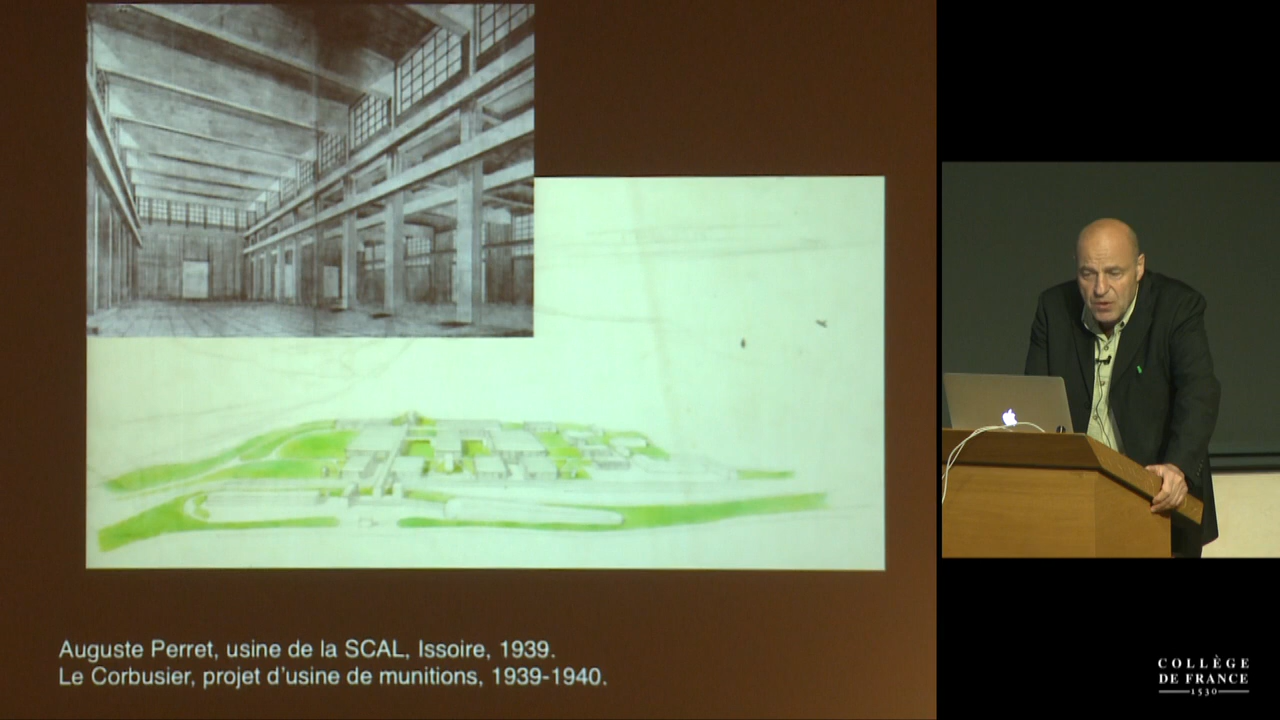 Auguste Perret, usine de la SCAL, Issoire, 1939.
Le Corbusier, projet d'usine de munitions, 1939-1940.
COLLÈGE
DE FRANCE
1530